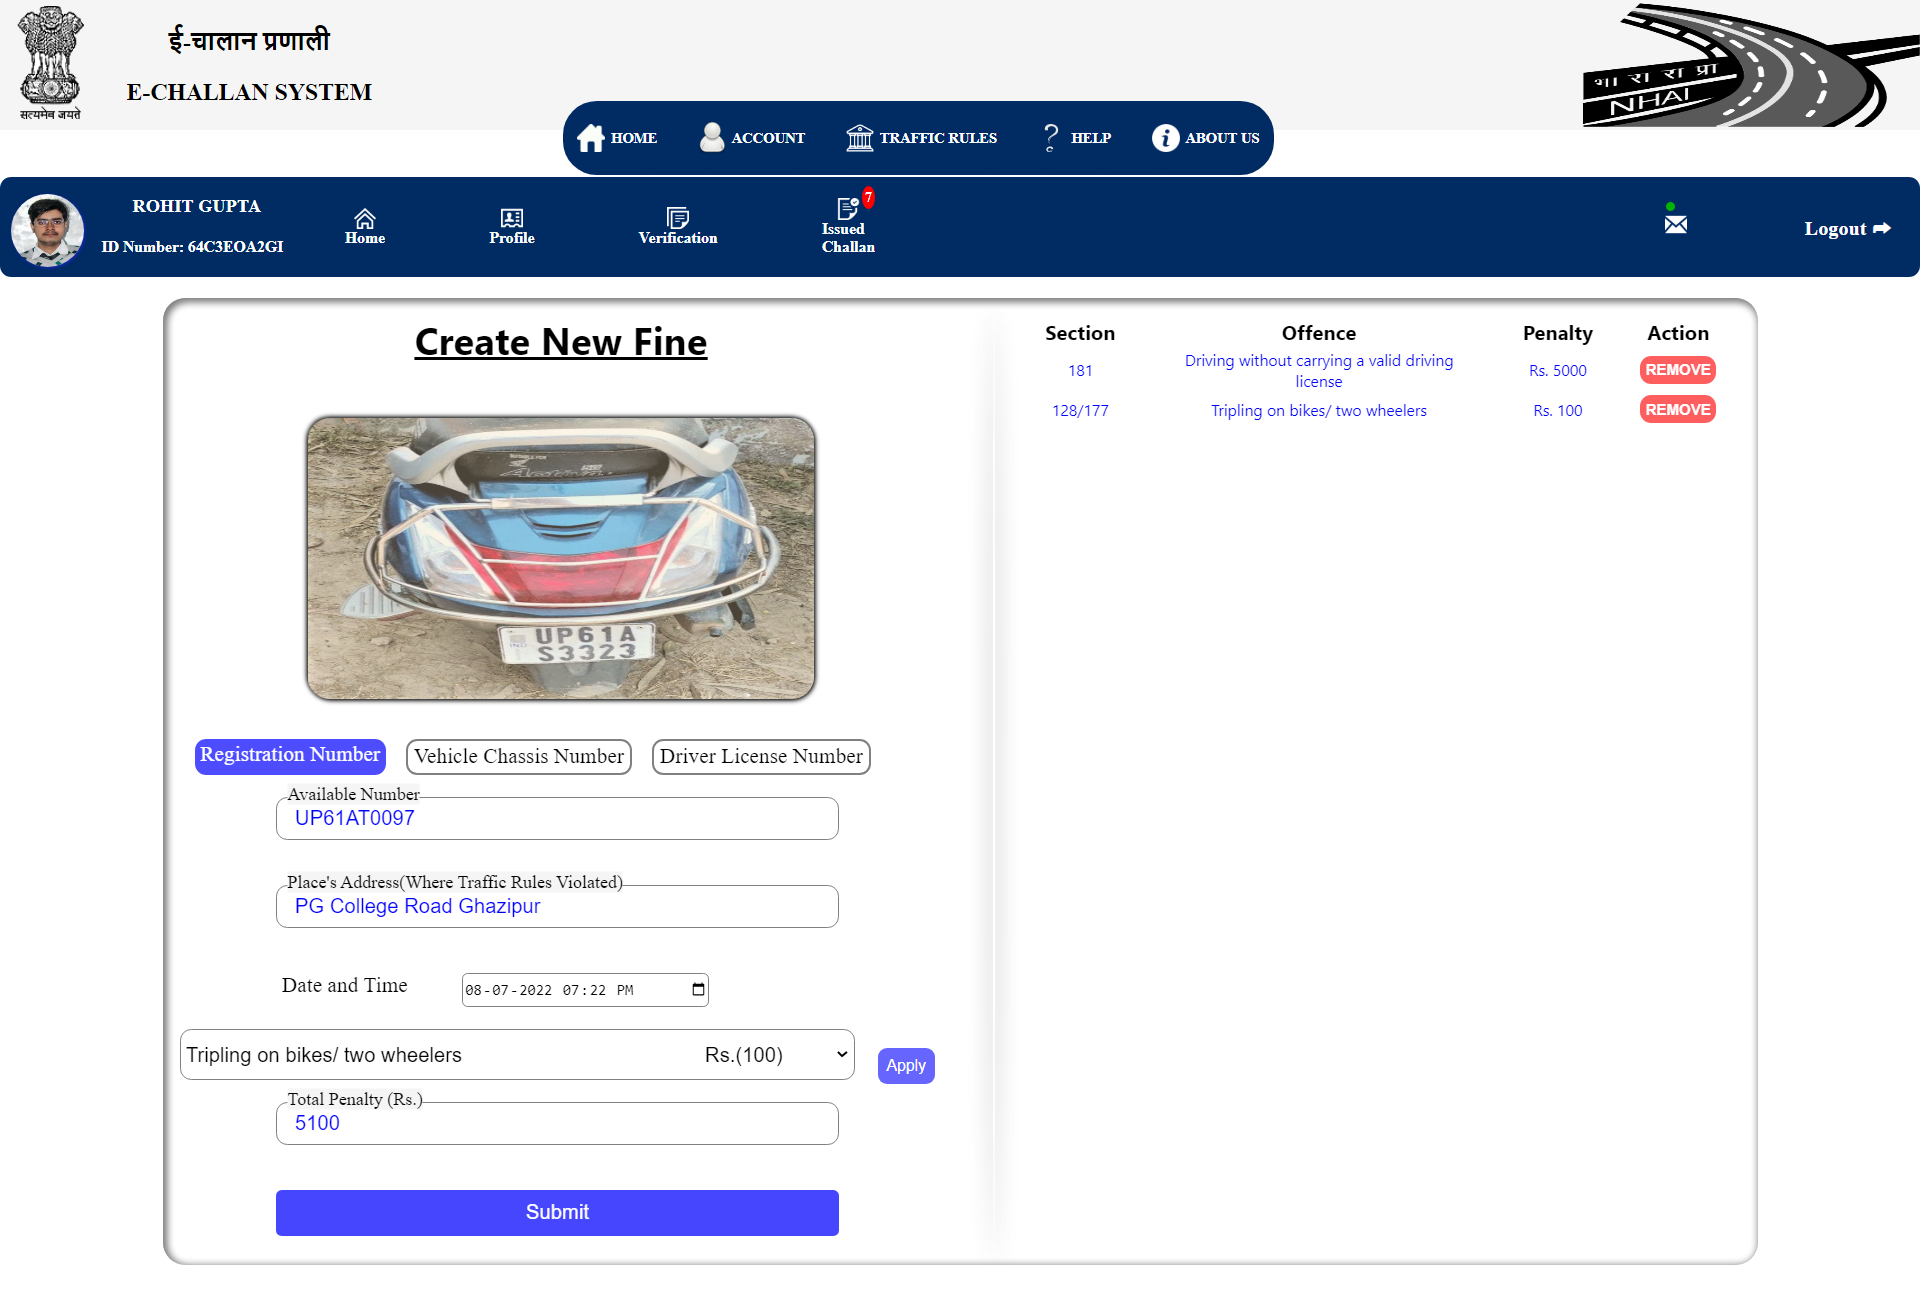 ई-चालान प्रणाली
E-CHALLAN SYSTEM
सत्यमेव जयते
भा रा रा प्रा
NHAI
HOME
ACCOUNT
TRAFFIC RULES
HELP
ABOUT US
ROHIT GUPTA
ID Number: 64C3EOA2GI
Home
Profile
Verification
7
Issued
Challan
Logout
Create New Fine
UP61A
S3323
IND
Registration Number
Vehicle Chassis Number
Driver License Number
Available Number
UP61AT0097
Place's Address(Where Traffic Rules Violated)
PG College Road Ghazipur
Date and Time
08-07-2022 07:22 PM
Tripling on bikes/ two wheelers Rs.(100)
Apply
Total Penalty (Rs.)
5100
Submit
Section Offence Penalty Action
181 Driving without carrying a valid driving license Rs. 5000 REMOVE
128/177 Tripling on bikes/ two wheelers Rs. 100 REMOVE